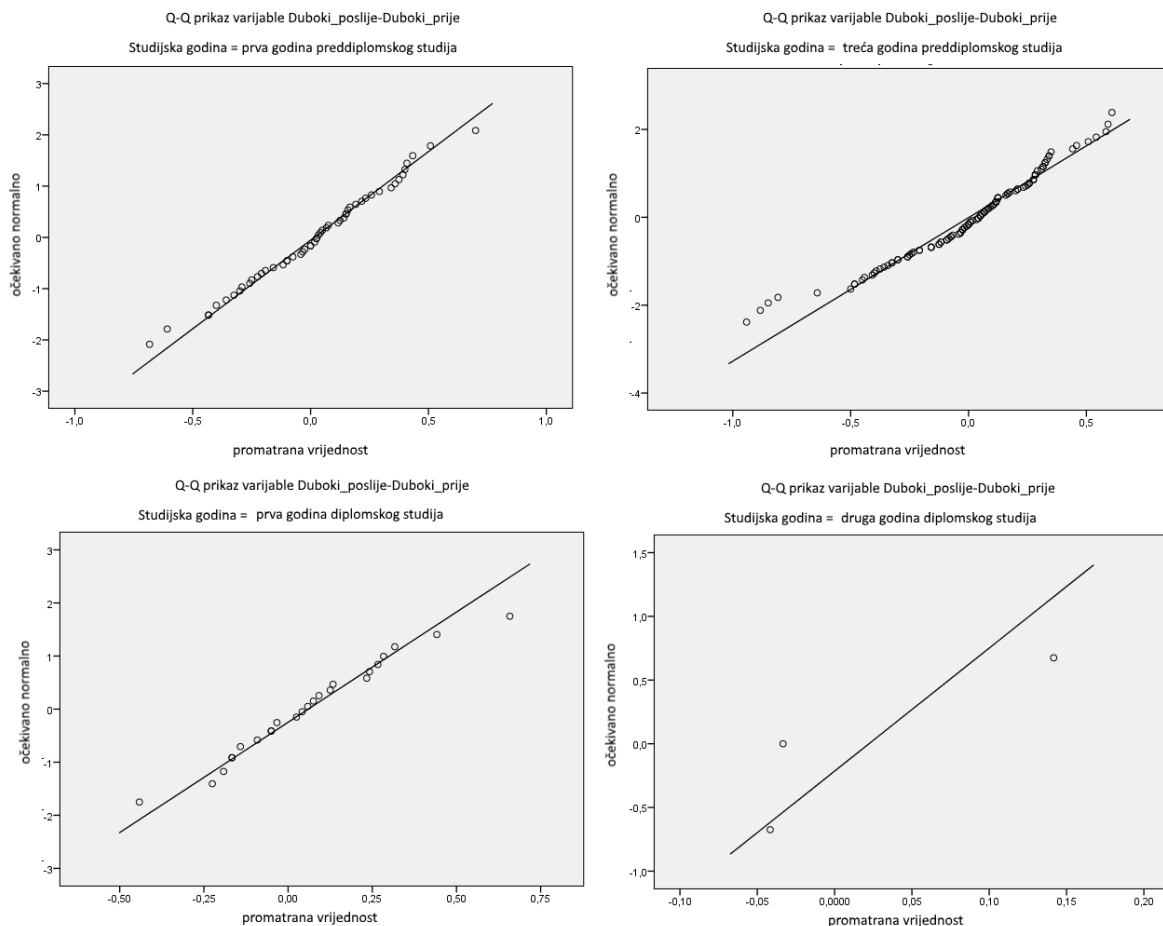 Q-Q prikaz varijable Duboki_poslije-Duboki_prije
Studijska godina = prva godina preddiplomskog studija
3
2
1
0
-1
-2
-3
očekivano normalno
-1,0
-0,5
0,0
0,5
1,0
promatrana vrijednost
Q-Q prikaz varijable Duboki_poslije-Duboki_prije
Studijska godina = treća godina preddiplomskog studija
2
0
-2
-4
očekivano normalno
-1,0
-0,5
0,0
0,5
promatrana vrijednost
Q-Q prikaz varijable Duboki_poslije-Duboki_prije
Studijska godina = prva godina diplomskog studija
3
2
1
0
-1
-2
-3
očekivano normalno
-0,50
-0,25
0,00
0,25
0,50
0,75
promatrana vrijednost
Q-Q prikaz varijable Duboki_poslije-Duboki_prije
Studijska godina = druga godina diplomskog studija
1,5
1,0
0,5
0,0
-0,5
-1,0
očekivano normalno
-0,10
-0,05
0,0000
0,05
0,10
0,15
0,20
promatrana vrijednost